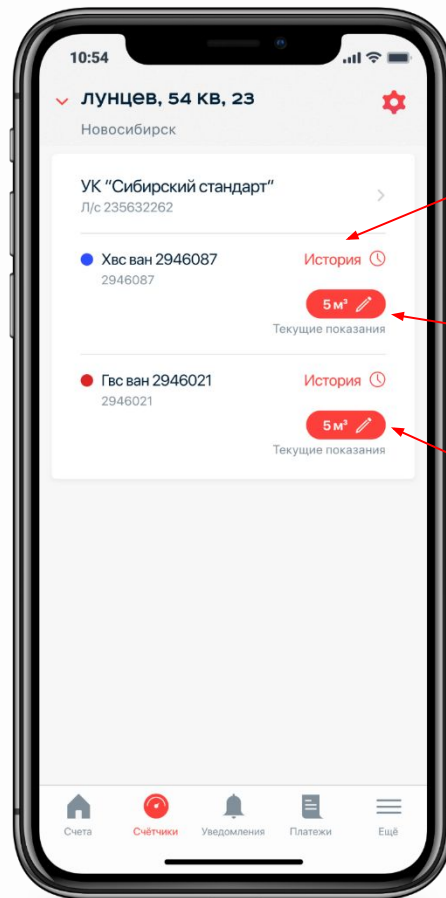 10:54
лунцев, 54 кв, 23
Новосибирск
УК "Сибирский стандарт"
Л/с 235632262
Хвс ван 2946087
История
2946087
5 м³
Текущие показания
Гвс ван 2946021
История
2946021
5 м³
Текущие показания
Счета Счётчики Уведомления Платежи Ещё